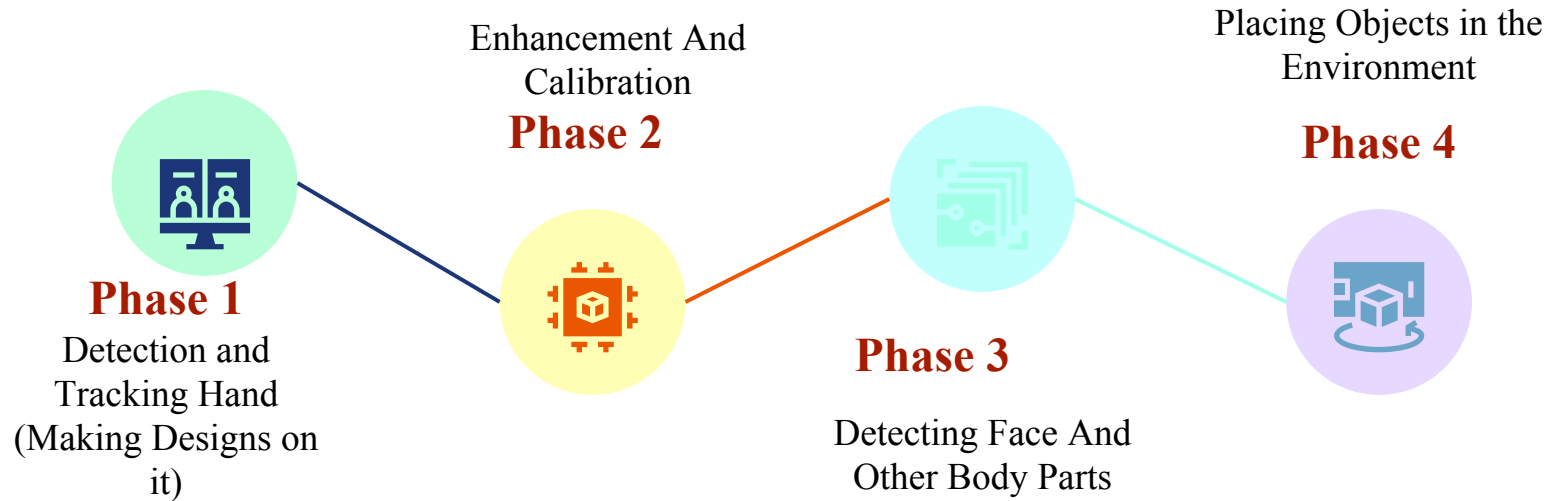 Phase 1
Detection and
Tracking Hand
(Making Designs on
it)
Enhancement And
Calibration
Phase 2
Phase 3
Detecting Face And
Other Body Parts
Placing Objects in the
Environment
Phase 4